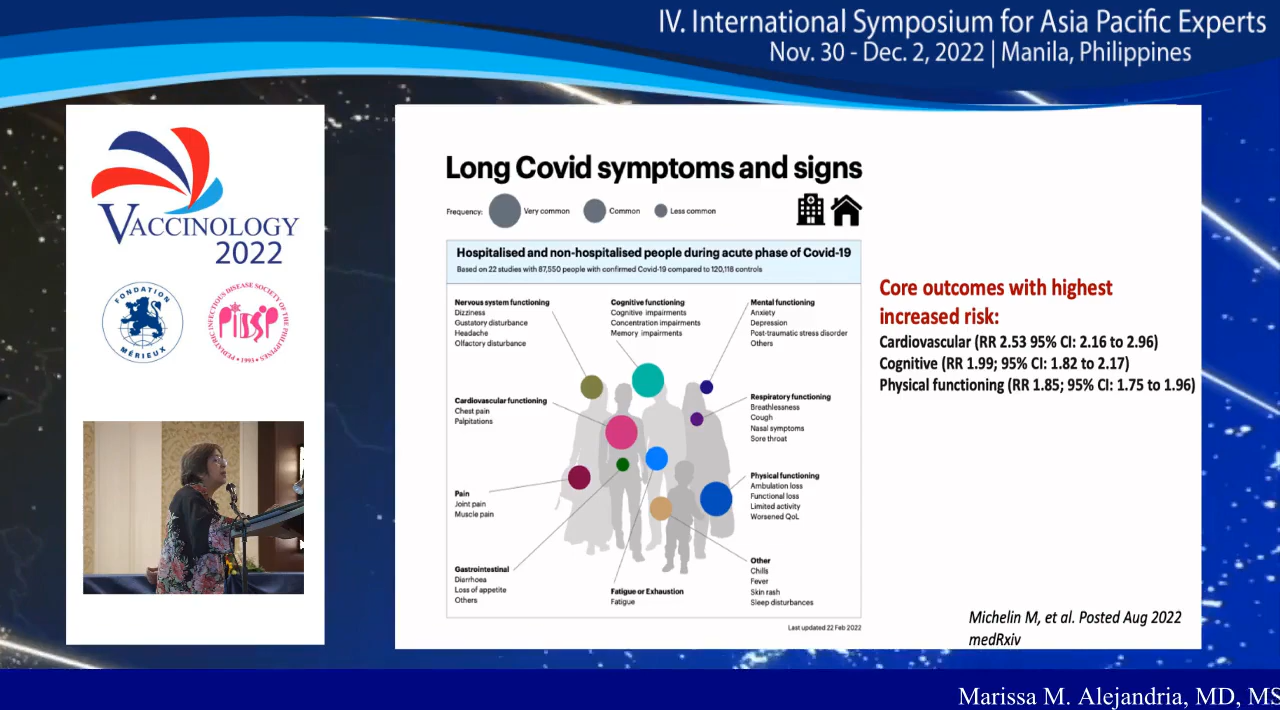 IV. International Symposium for Asia Pacific Experts
Nov. 30 - Dec. 2, 2022 | Manila, Philippines
VACCINOLOGY
2022
FONDATION
MÉRIEUX
PEDIATRIC INFECTIOUS DISEASE SOCIETY OF THE PHILIPPINES
PIDSP
• 1993 •
Long Covid symptoms and signs
Frequency: Very common Common Less common
Hospitalised and non-hospitalised people during acute phase of Covid-19
Based on 22 studies with 87,550 people with confirmed Covid-19 compared to 120,118 controls
Nervous system functioning
Dizziness
Gustatory disturbance
Headache
Olfactory disturbance
Cognitive functioning
Cognitive impairments
Concentration impairments
Memory impairments
Mental functioning
Anxiety
Depression
Post-traumatic stress disorder
Others
Cardiovascular functioning
Chest pain
Palpitations
Respiratory functioning
Breathlessness
Cough
Nasal symptoms
Sore throat
Pain
Joint pain
Muscle pain
Physical functioning
Ambulation loss
Functional loss
Limited activity
Worsened QoL
Gastrointestinal
Diarrhoea
Loss of appetite
Others
Fatigue or Exhaustion
Fatigue
Other
Chills
Fever
Skin rash
Sleep disturbances
Last updated 22 Feb 2022
Core outcomes with highest
increased risk:
Cardiovascular (RR 2.53 95% CI: 2.16 to 2.96)
Cognitive (RR 1.99; 95% CI: 1.82 to 2.17)
Physical functioning (RR 1.85; 95% CI: 1.75 to 1.96)
Michelin M, et al. Posted Aug 2022
medRxiv
Marissa M. Alejandria, MD, MS